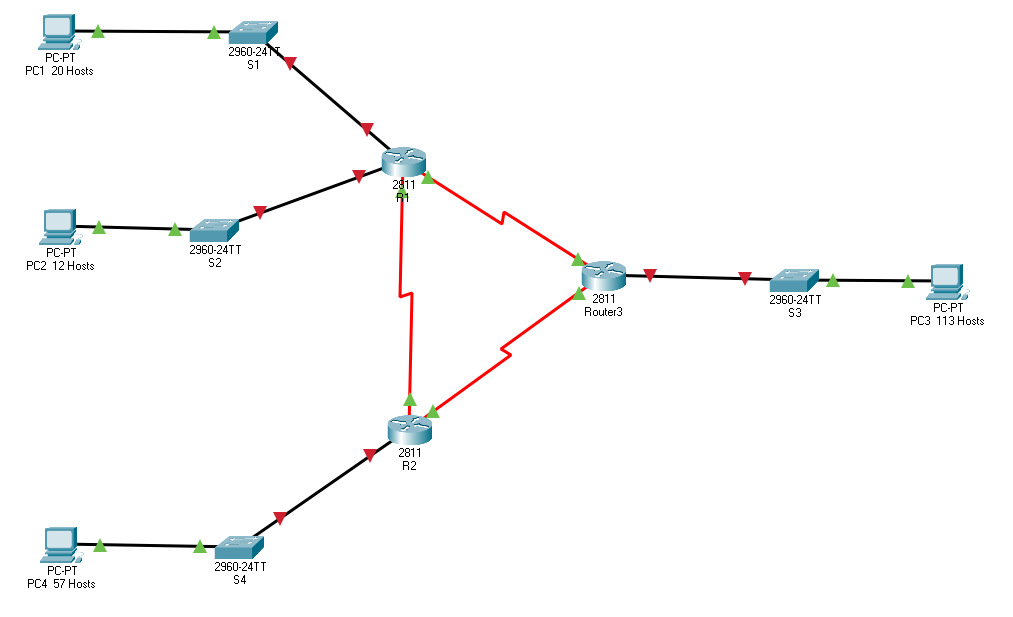 PC-PT
PC1 20 Hosts
2960-24TT
S1
2811
R1
PC-PT
PC2 12 Hosts
2960-24TT
S2
2811
Router3
2960-24TT
S3
PC-PT
PC3 113 Hosts
2811
R2
PC-PT
PC4 57 Hosts
2960-24TT
S4